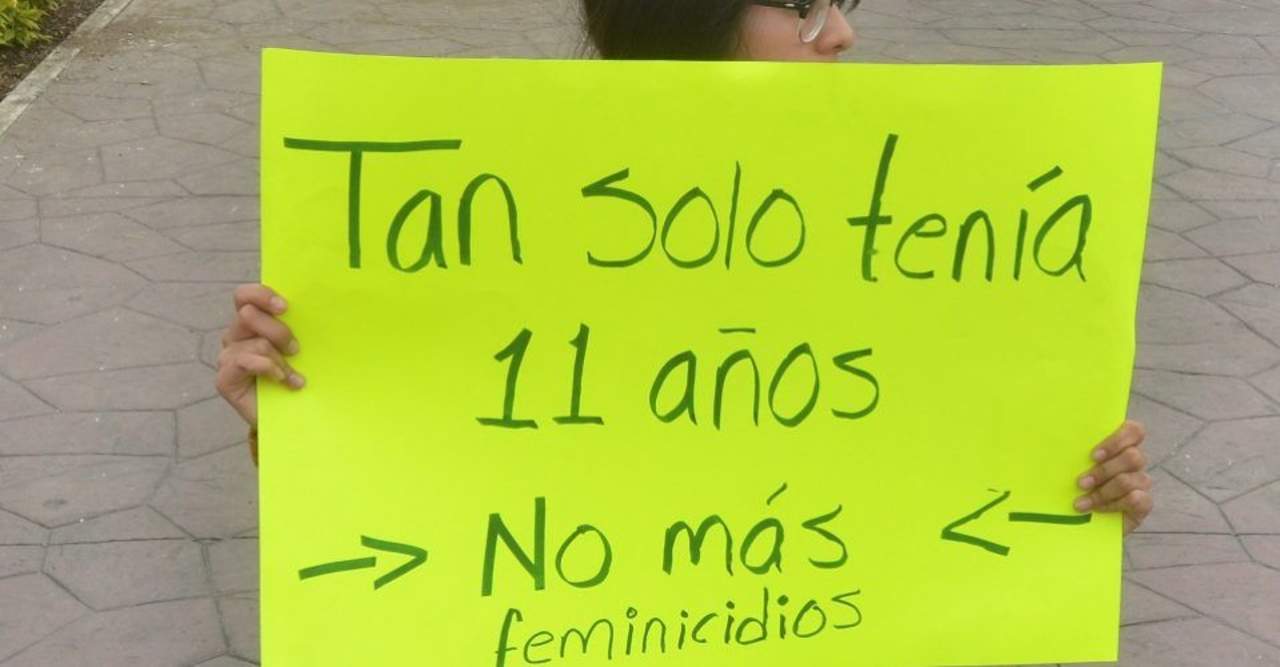 Tan solo tenía
11 años
→ No más ←
feminicidios